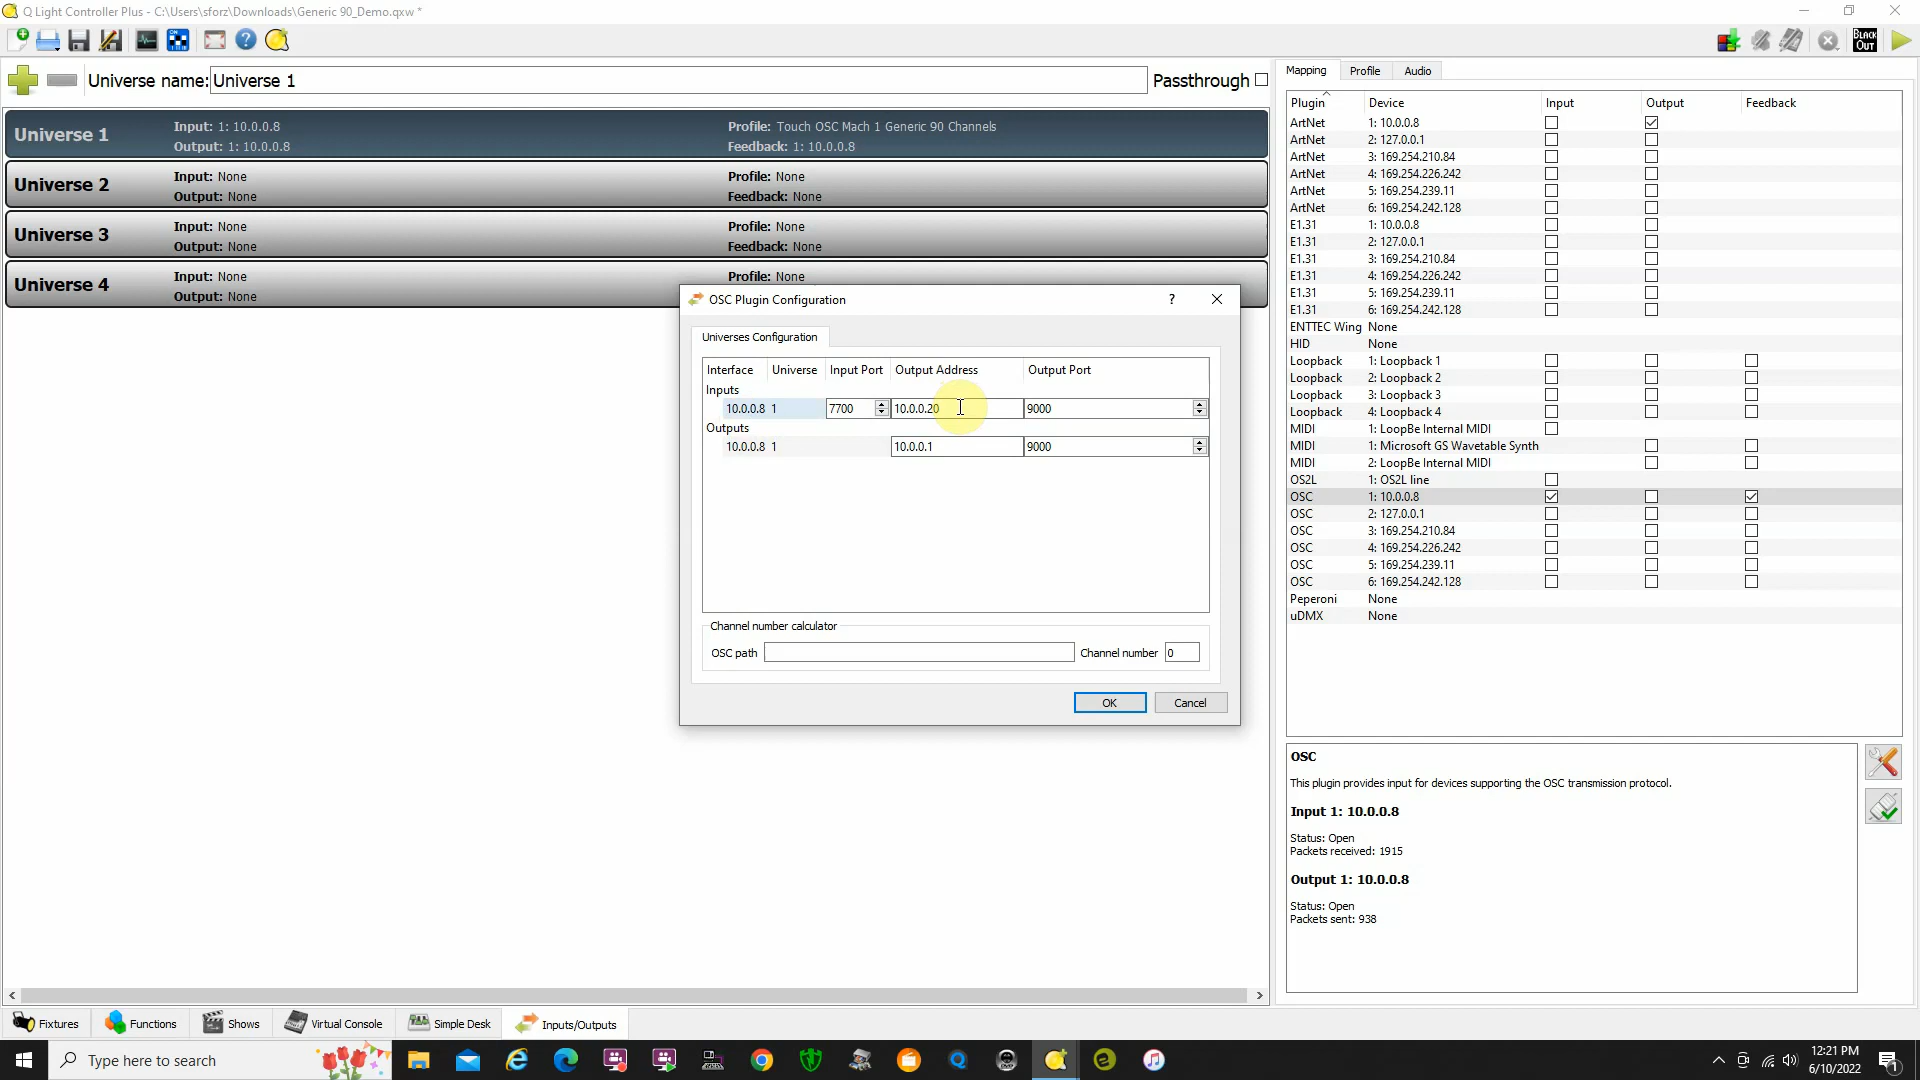 Q Light Controller Plus - C:\Users\sforz\Downloads\Generic 90_Demo.qxw *
BLACK OUT
Universe name: Universe 1 Passthrough
Universe 1 Input: 1: 10.0.0.8 Profile: Touch OSC Mach 1 Generic 90 Channels
Output: 1: 10.0.0.8 Feedback: 1: 10.0.0.8
Universe 2 Input: None Profile: None
Output: None Feedback: None
Universe 3 Input: None Profile: None
Output: None Feedback: None
Universe 4 Input: None Profile: None
Output: None
OSC Plugin Configuration ?
Universes Configuration
Interface Universe Input Port Output Address Output Port
Inputs
10.0.0.8 1 7700 10.0.0.20 9000
Outputs
10.0.0.8 1 10.0.0.1 9000
Channel number calculator
OSC path Channel number 0
OK Cancel
Mapping Profile Audio
Plugin Device Input Output Feedback
ArtNet 1: 10.0.0.8
ArtNet 2: 127.0.0.1
ArtNet 3: 169.254.210.84
ArtNet 4: 169.254.226.242
ArtNet 5: 169.254.239.11
ArtNet 6: 169.254.242.128
E1.31 1: 10.0.0.8
E1.31 2: 127.0.0.1
E1.31 3: 169.254.210.84
E1.31 4: 169.254.226.242
E1.31 5: 169.254.239.11
E1.31 6: 169.254.242.128
ENTTEC Wing None
HID None
Loopback 1: Loopback 1
Loopback 2: Loopback 2
Loopback 3: Loopback 3
Loopback 4: Loopback 4
MIDI 1: LoopBe Internal MIDI
MIDI 1: Microsoft GS Wavetable Synth
MIDI 2: LoopBe Internal MIDI
OS2L 1: OS2L line
OSC 1: 10.0.0.8
OSC 2: 127.0.0.1
OSC 3: 169.254.210.84
OSC 4: 169.254.226.242
OSC 5: 169.254.239.11
OSC 6: 169.254.242.128
Peperoni None
uDMX None
OSC
This plugin provides input for devices supporting the OSC transmission protocol.
Input 1: 10.0.0.8
Status: Open
Packets received: 1915
Output 1: 10.0.0.8
Status: Open
Packets sent: 938
Fixtures Functions Shows Virtual Console Simple Desk Inputs/Outputs
Type here to search
12:21 PM
6/10/2022
1